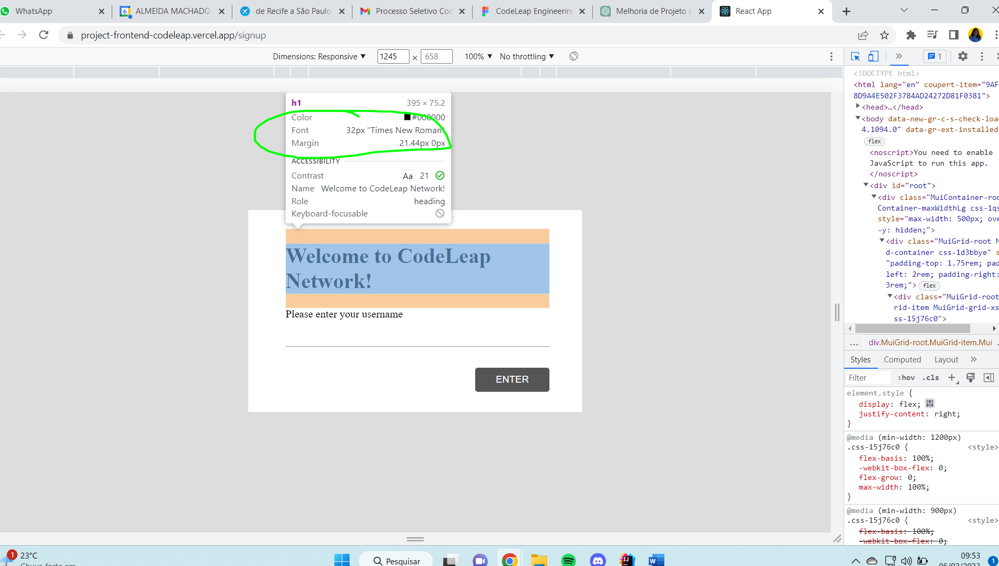 WhatsApp
6 ALMEIDA MACHADO
de Recife a São Paulo
Processo Seletivo Cod
CodeLeap Engineering
Melhoria de Projeto c
React App
project-frontend-codeleap.vercel.app/signup
Dimensions: Responsive ▼ 1245 × 658 100% ▼ No throttling ▼
1
h1 395 × 75.2
Color #000000
Font 32px "Times New Roman"
Margin 21.44px 0px
ACCESSIBILITY
Contrast Aa 21
Name Welcome to CodeLeap Network!
Role heading
Keyboard-focusable
Welcome to CodeLeap
Network!
Please enter your username
ENTER
<!DOCTYPE html>
<html lang="en" coupert-item="9AF
8D9A4E502F3784AD24272D81F0381">
<head>…</head>
<body data-new-gr-c-s-check-loa
4.1094.0" data-gr-ext-installed
flex
<noscript>You need to enable
JavaScript to run this app.
</noscript>
<div id="root">
<div class="MuiContainer-roo
Container-maxWidthLg css-1qs
style="max-width: 500px; ove
-y: hidden;">
<div class="MuiGrid-root M
d-container css-1d3bbye" s
"padding-top: 1.75rem; pad
left: 2rem; padding-right:
3rem;"> flex
<div class="MuiGrid-root
rid-item MuiGrid-grid-xs
ss-15j76c0">
... div.MuiGrid-root.MuiGrid-item.Mui
Styles Computed Layout
Filter :hov .cls
element.style {
display: flex;
justify-content: right;
}
@media (min-width: 1200px)
.css-15j76c0 { <style>
flex-basis: 100%;
-webkit-box-flex: 0;
flex-grow: 0;
max-width: 100%;
}
@media (min-width: 900px)
.css-15j76c0 { <style>
flex-basis: 100%;
-webkit-box-flex: 0;
1 23°C
Chuva forte em
Pesquisar
09:53
06/02/2023
1